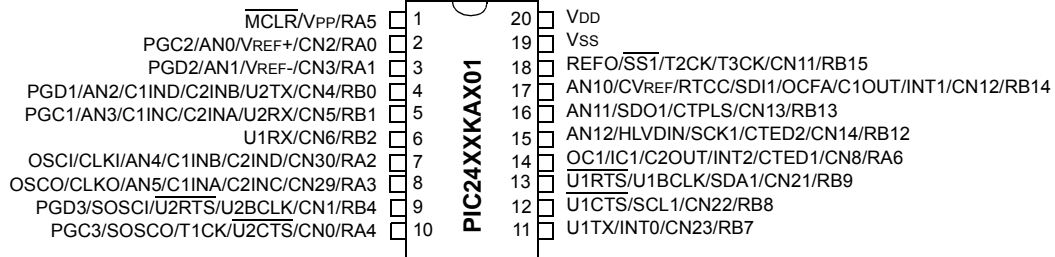 MCLR/VPP/RA5 1
PGC2/AN0/VREF+/CN2/RA0 2
PGD2/AN1/VREF-/CN3/RA1 3
PGD1/AN2/C1IND/C2INB/U2TX/CN4/RB0 4
PGC1/AN3/C1INC/C2INA/U2RX/CN5/RB1 5
U1RX/CN6/RB2 6
OSCI/CLKI/AN4/C1INB/C2IND/CN30/RA2 7
OSCO/CLKO/AN5/C1INA/C2INC/CN29/RA3 8
PGD3/SOSCI/U2RTS/U2BCLK/CN1/RB4 9
PGC3/SOSCO/T1CK/U2CTS/CN0/RA4 10
PIC24XXKAX01
20 VDD
19 VSS
18 REFO/SS1/T2CK/T3CK/CN11/RB15
17 AN10/CVREF/RTCC/SDI1/OCFA/C1OUT/INT1/CN12/RB14
16 AN11/SDO1/CTPLS/CN13/RB13
15 AN12/HLVDIN/SCK1/CTED2/CN14/RB12
14 OC1/IC1/C2OUT/INT2/CTED1/CN8/RA6
13 U1RTS/U1BCLK/SDA1/CN21/RB9
12 U1CTS/SCL1/CN22/RB8
11 U1TX/INT0/CN23/RB7